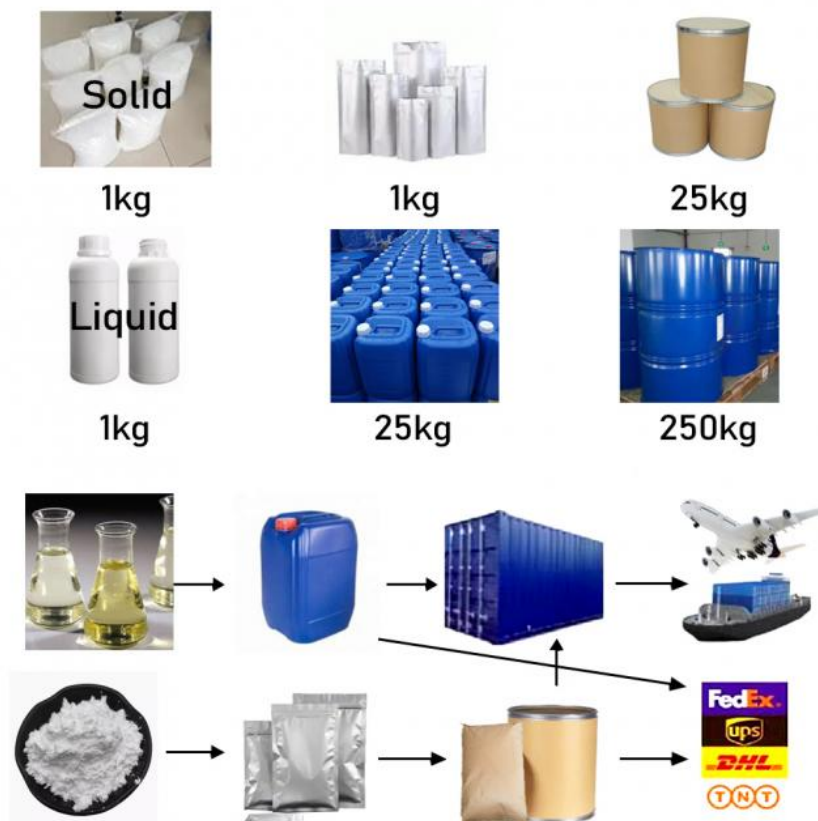 Solid
1kg
1kg
25kg
Liquid
1kg
25kg
250kg
FedEx.
ups
DHL
TNT